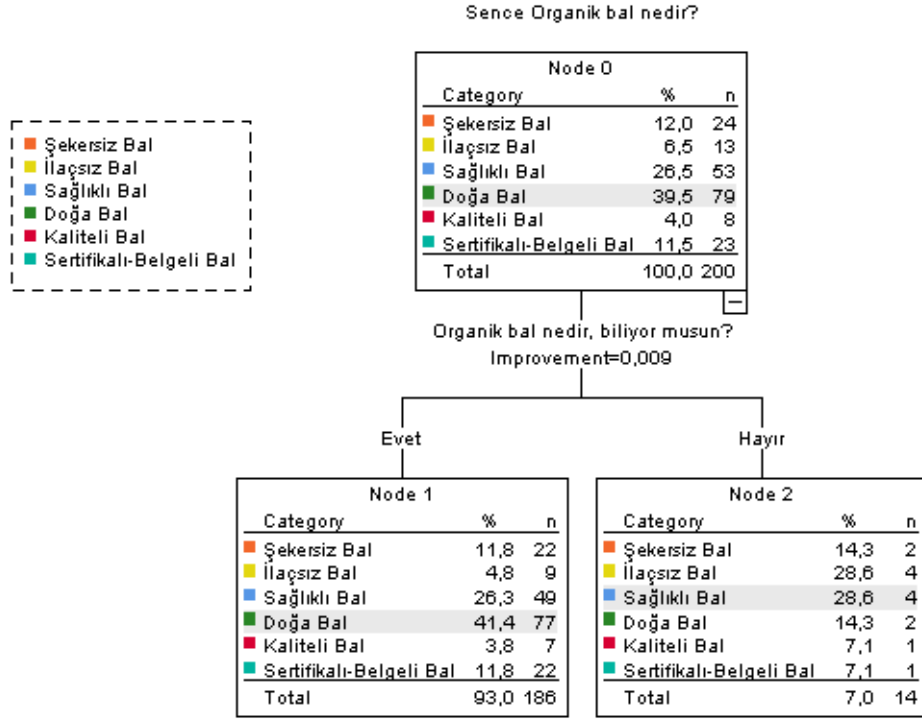 Sence Organik bal nedir?
Node 0
Category % n
Şekersiz Bal 12,0 24
İlaçsız Bal 6,5 13
Sağlıklı Bal 26,5 53
Doğa Bal 39,5 79
Kaliteli Bal 4,0 8
Sertifikalı-Belgeli Bal 11,5 23
Total 100,0 200
Şekersiz Bal
İlaçsız Bal
Sağlıklı Bal
Doğa Bal
Kaliteli Bal
Sertifikalı-Belgeli Bal
Organik bal nedir, biliyor musun?
Improvement=0,009
Evet
Hayır
Node 1
Category % n
Şekersiz Bal 11,8 22
İlaçsız Bal 4,8 9
Sağlıklı Bal 26,3 49
Doğa Bal 41,4 77
Kaliteli Bal 3,8 7
Sertifikalı-Belgeli Bal 11,8 22
Total 93,0 186
Node 2
Category % n
Şekersiz Bal 14,3 2
İlaçsız Bal 28,6 4
Sağlıklı Bal 28,6 4
Doğa Bal 14,3 2
Kaliteli Bal 7,1 1
Sertifikalı-Belgeli Bal 7,1 1
Total 7,0 14